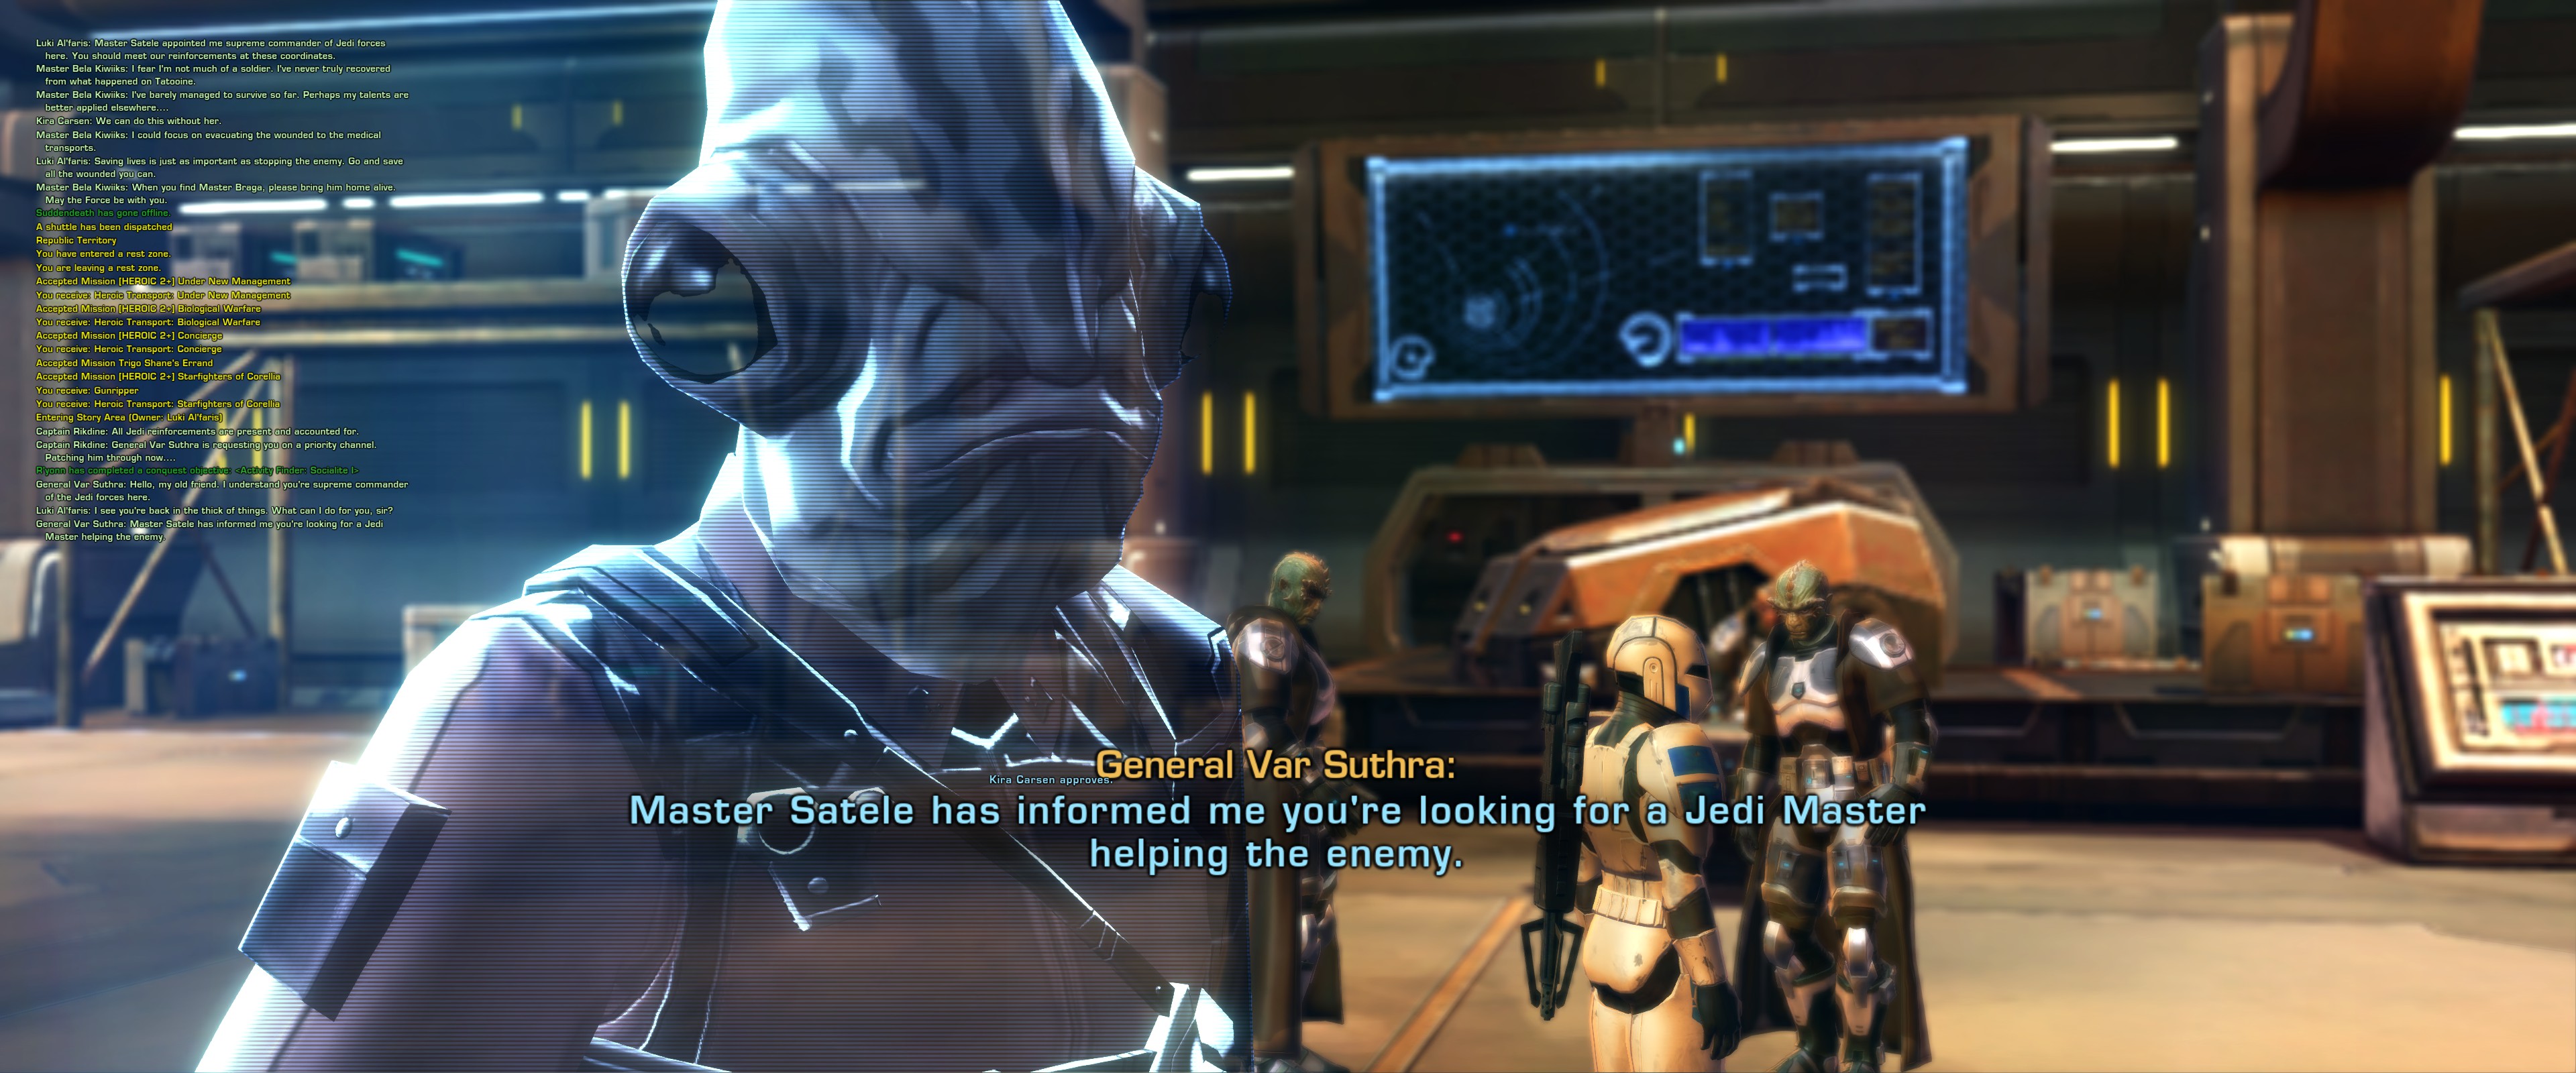 Luki Al'faris: Master Satele appointed me supreme commander of Jedi forces
here. You should meet our reinforcements at these coordinates.
Master Bela Kiwiiks: I fear I'm not much of a soldier. I've never truly recovered
from what happened on Tatooine.
Master Bela Kiwiiks: I've barely managed to survive so far. Perhaps my talents are
better applied elsewhere....
Kira Carsen: We can do this without her.
Master Bela Kiwiiks: I could focus on evacuating the wounded to the medical
transports.
Luki Al'faris: Saving lives is just as important as stopping the enemy. Go and save
all the wounded you can.
Master Bela Kiwiiks: When you find Master Braga, please bring him home alive.
May the Force be with you.
Suddendeath has gone offline.
A shuttle has been dispatched
Republic Territory
You have entered a rest zone.
You are leaving a rest zone.
Accepted Mission [HEROIC 2+] Under New Management
You receive: Heroic Transport: Under New Management
Accepted Mission [HEROIC 2+] Biological Warfare
You receive: Heroic Transport: Biological Warfare
Accepted Mission [HEROIC 2+] Concierge
You receive: Heroic Transport: Concierge
Accepted Mission Trigo Shane's Errand
Accepted Mission [HEROIC 2+] Starfighters of Corellia
You receive: Gunripper
You receive: Heroic Transport: Starfighters of Corellia
Entering Story Area (Owner: Luki Al'faris)
Captain Rikdine: All Jedi reinforcements are present and accounted for.
Captain Rikdine: General Var Suthra is requesting you on a priority channel.
Patching him through now....
R'yonn has completed a conquest objective: <Activity Finder: Socialite I>
General Var Suthra: Hello, my old friend. I understand you're supreme commander
of the Jedi forces here.
Luki Al'faris: I see you're back in the thick of things. What can I do for you, sir?
General Var Suthra: Master Satele has informed me you're looking for a Jedi
Master helping the enemy.
General Var Suthra:
Kira Carsen approves.
Master Satele has informed me you're looking for a Jedi Master
helping the enemy.